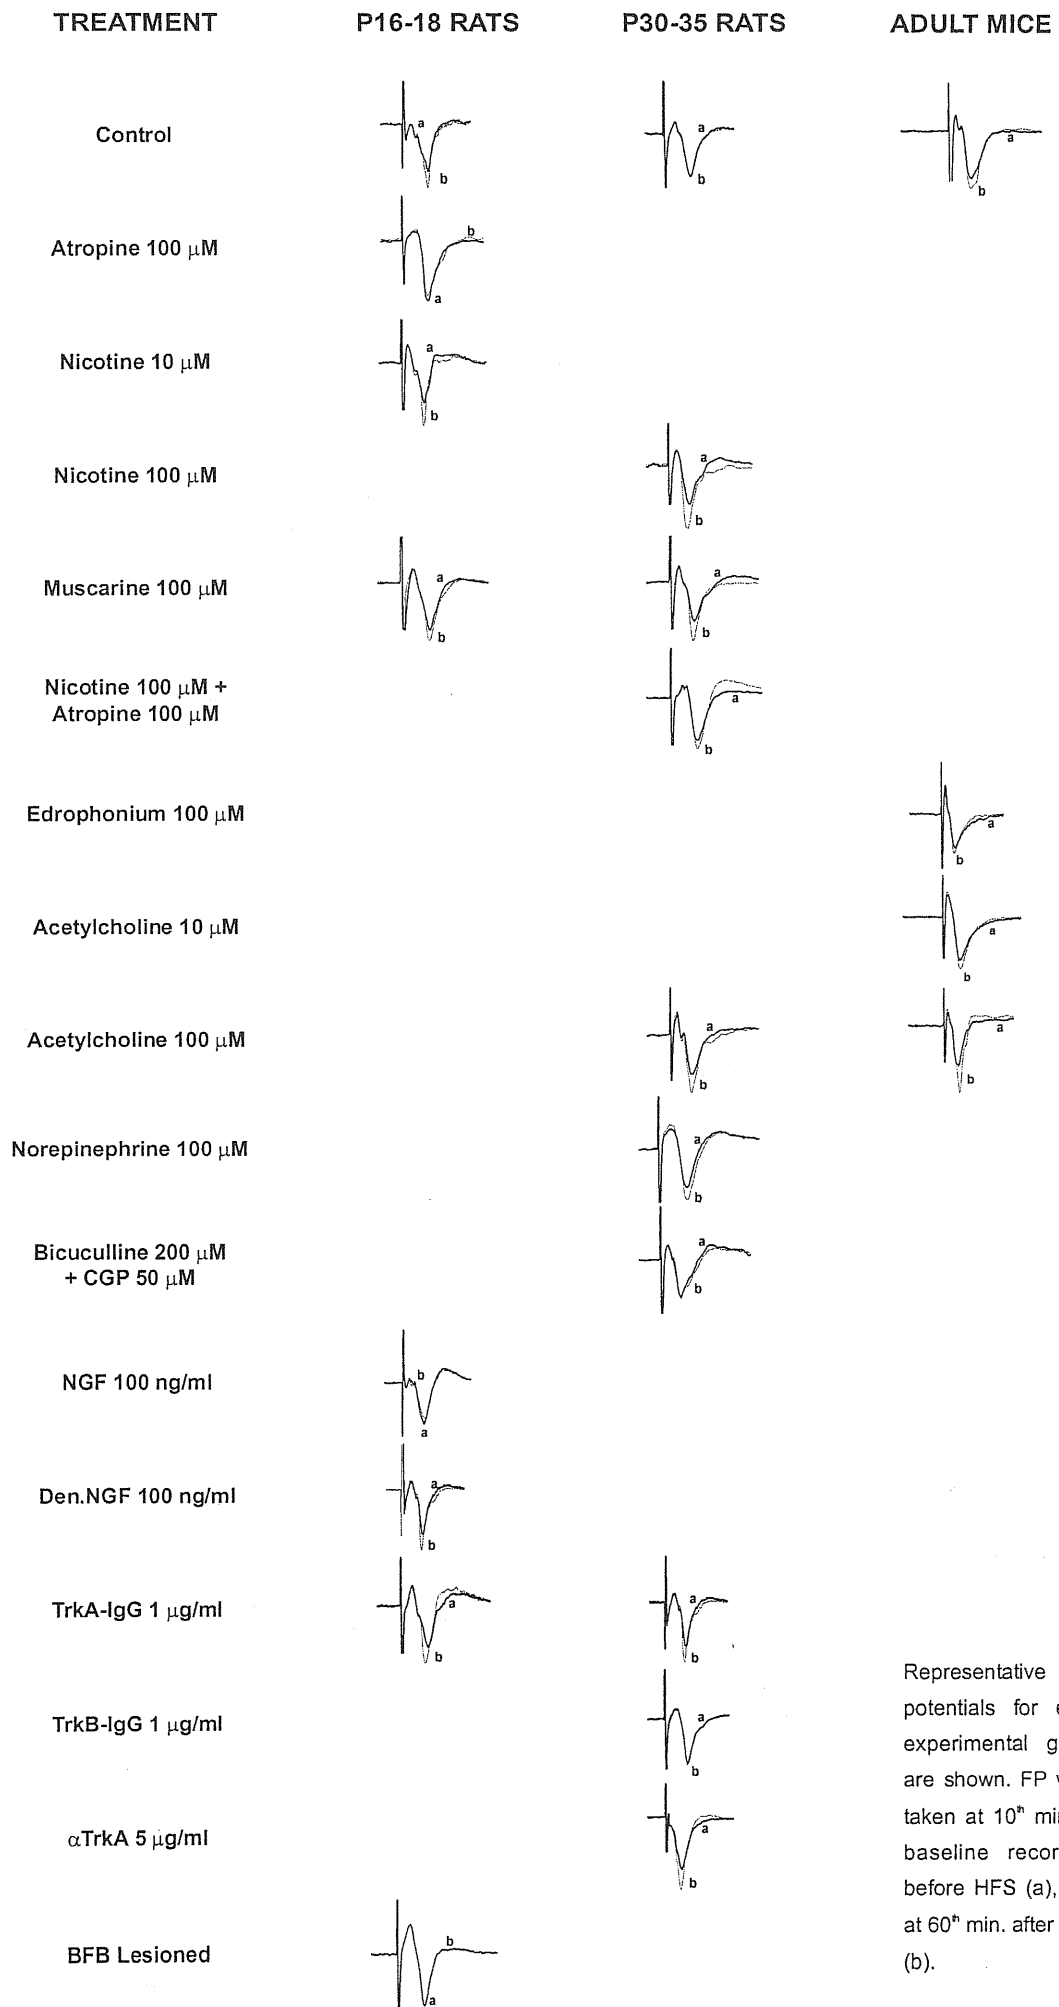 TREATMENT P16-18 RATS P30-35 RATS ADULT MICE
Control
a
b
a
b
a
b
Atropine 100 μM
b
a
Nicotine 10 μM
a
b
Nicotine 100 μM
a
b
Muscarine 100 μM
a
b
a
b
Nicotine 100 μM +
Atropine 100 μM
a
b
Edrophonium 100 μM
a
b
Acetylcholine 10 μM
a
b
Acetylcholine 100 μM
a
b
a
b
Norepinephrine 100 μM
a
b
Bicuculline 200 μM
+ CGP 50 μM
a
b
NGF 100 ng/ml
b
a
Den.NGF 100 ng/ml
a
b
TrkA-IgG 1 μg/ml
a
b
a
b
TrkB-IgG 1 μg/ml
a
b
αTrkA 5 μg/ml
a
b
BFB Lesioned
b
a
Representative
potentials for
experimental
are shown. FP
taken at 10th
baseline
before HFS (a),
at 60th min. after
(b).